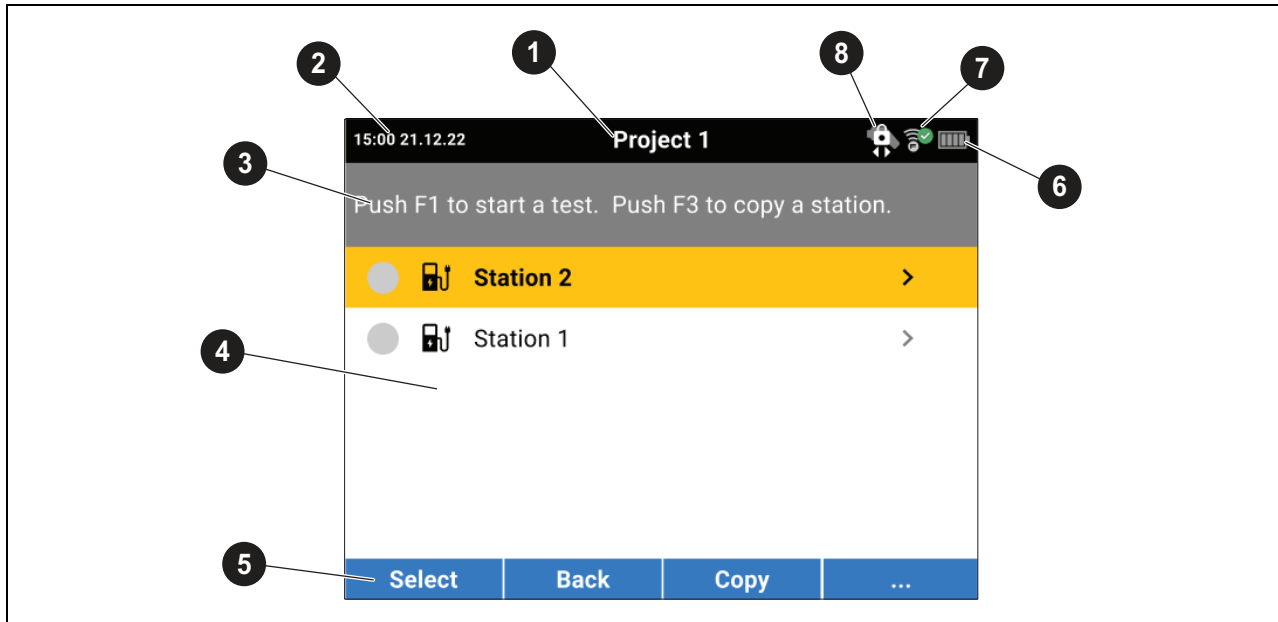 1
8
2
7
15:00 21.12.22 Project 1
3
6
Push F1 to start a test. Push F3 to copy a station.
Station 2 >
Station 1 >
4
5
Select Back Copy ...